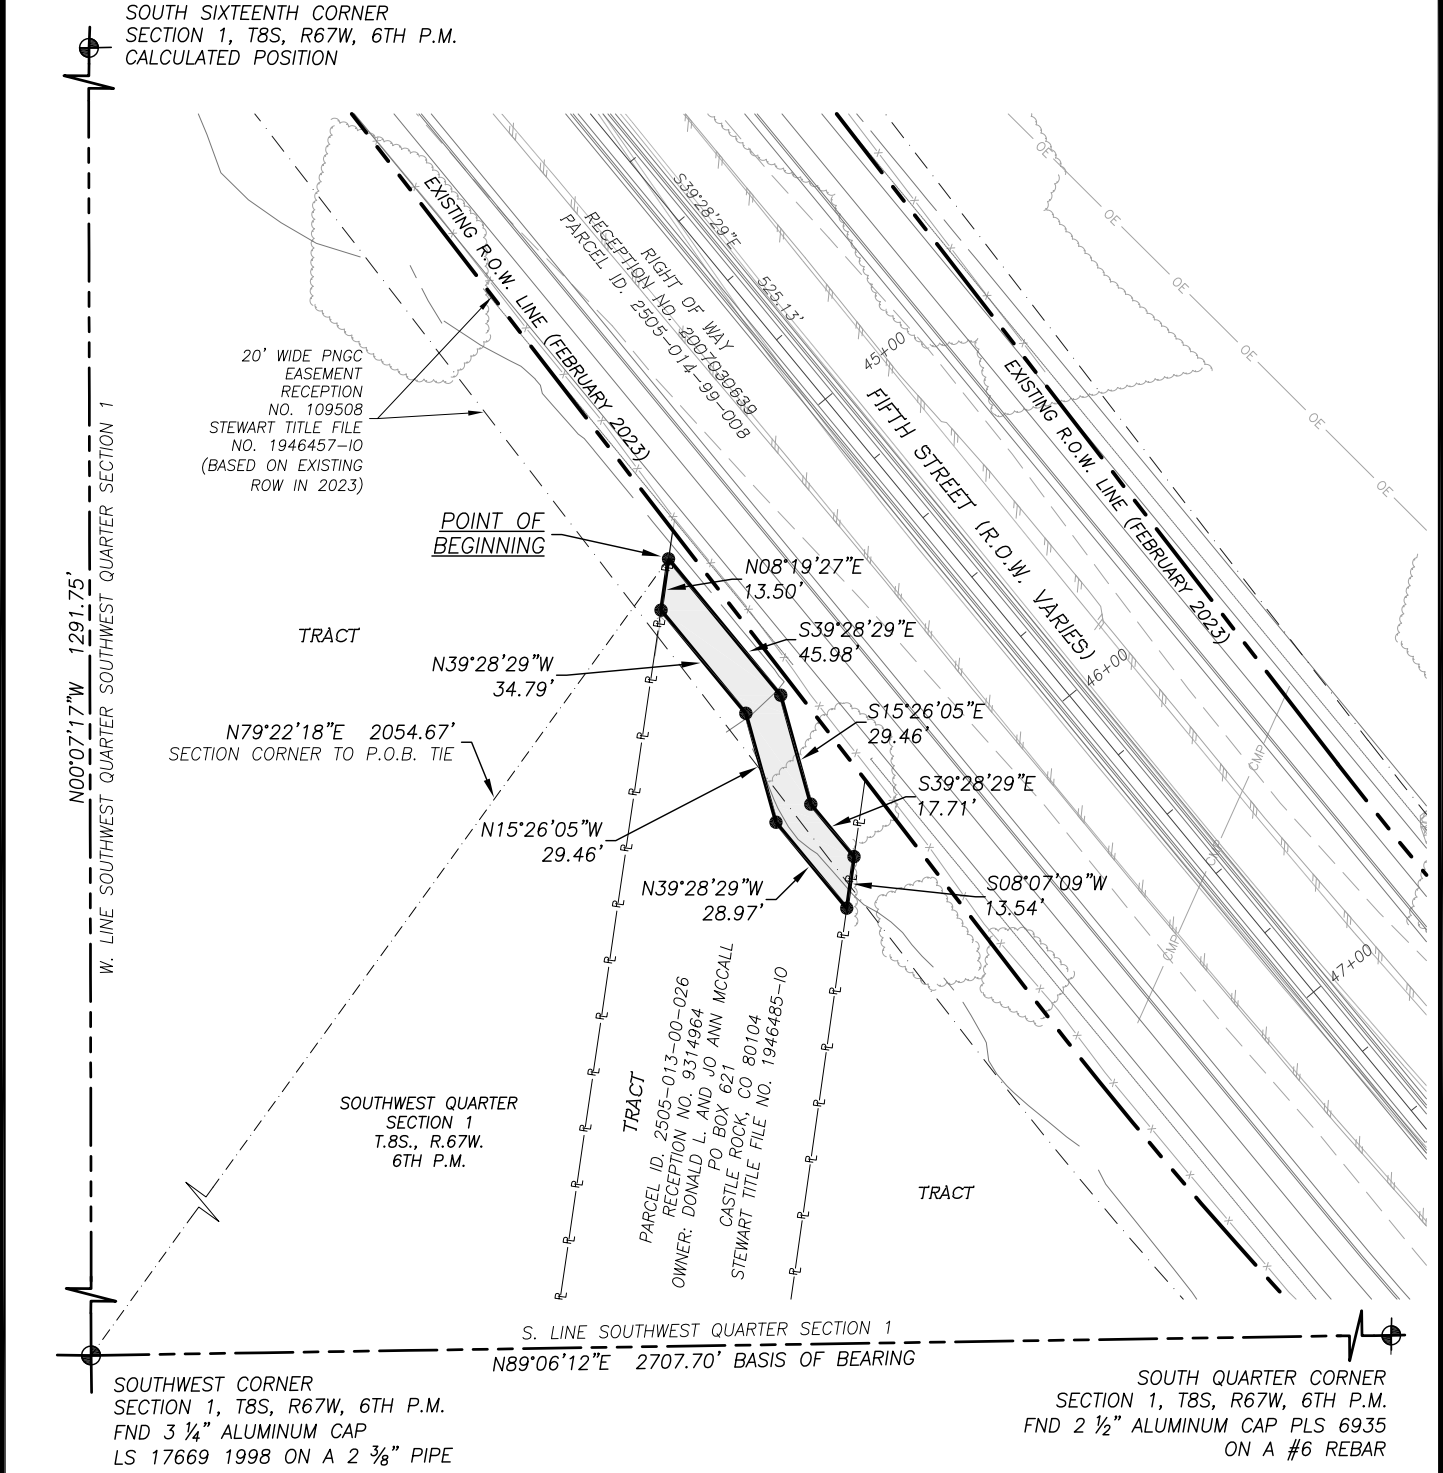 SOUTH SIXTEENTH CORNER
SECTION 1, T8S, R67W, 6TH P.M.
CALCULATED POSITION
EXISTING R.O.W. LINE (FEBRUARY 2023)
RIGHT OF WAY
RECEPTION NO. 2007030639
PARCEL ID. 2505-014-99-008
S39°28'29"E
525.13'
45+00
FIFTH STREET (R.O.W. VARIES)
EXISTING R.O.W. LINE (FEBRUARY 2023)
46+00
47+00
OE
OE
OE
OE
OE
OE
CMP
CMP
CMP
20' WIDE PNGC
EASEMENT
RECEPTION
NO. 109508
STEWART TITLE FILE
NO. 1946457-IO
(BASED ON EXISTING
ROW IN 2023)
POINT OF
BEGINNING
N08°19'27"E
13.50'
S39°28'29"E
45.98'
S15°26'05"E
29.46'
S39°28'29"E
17.71'
S08°07'09"W
13.54'
N39°28'29"W
28.97'
N15°26'05"W
29.46'
N39°28'29"W
34.79'
TRACT
N79°22'18"E 2054.67'
SECTION CORNER TO P.O.B. TIE
N00°07'17"W 1291.75'
W. LINE SOUTHWEST QUARTER SOUTHWEST QUARTER SECTION 1
SOUTHWEST QUARTER
SECTION 1
T.8S., R.67W.
6TH P.M.
TRACT
PARCEL ID. 2505-013-00-026
RECEPTION NO. 9314964
OWNER: DONALD L. AND JO ANN MCCALL
PO BOX 621
CASTLE ROCK, CO 80104
STEWART TITLE FILE NO. 1946485-IO
TRACT
S. LINE SOUTHWEST QUARTER SECTION 1
N89°06'12"E 2707.70' BASIS OF BEARING
SOUTHWEST CORNER
SECTION 1, T8S, R67W, 6TH P.M.
FND 3 ¼" ALUMINUM CAP
LS 17669 1998 ON A 2 ⅜" PIPE
SOUTH QUARTER CORNER
SECTION 1, T8S, R67W, 6TH P.M.
FND 2 ½" ALUMINUM CAP PLS 6935
ON A #6 REBAR